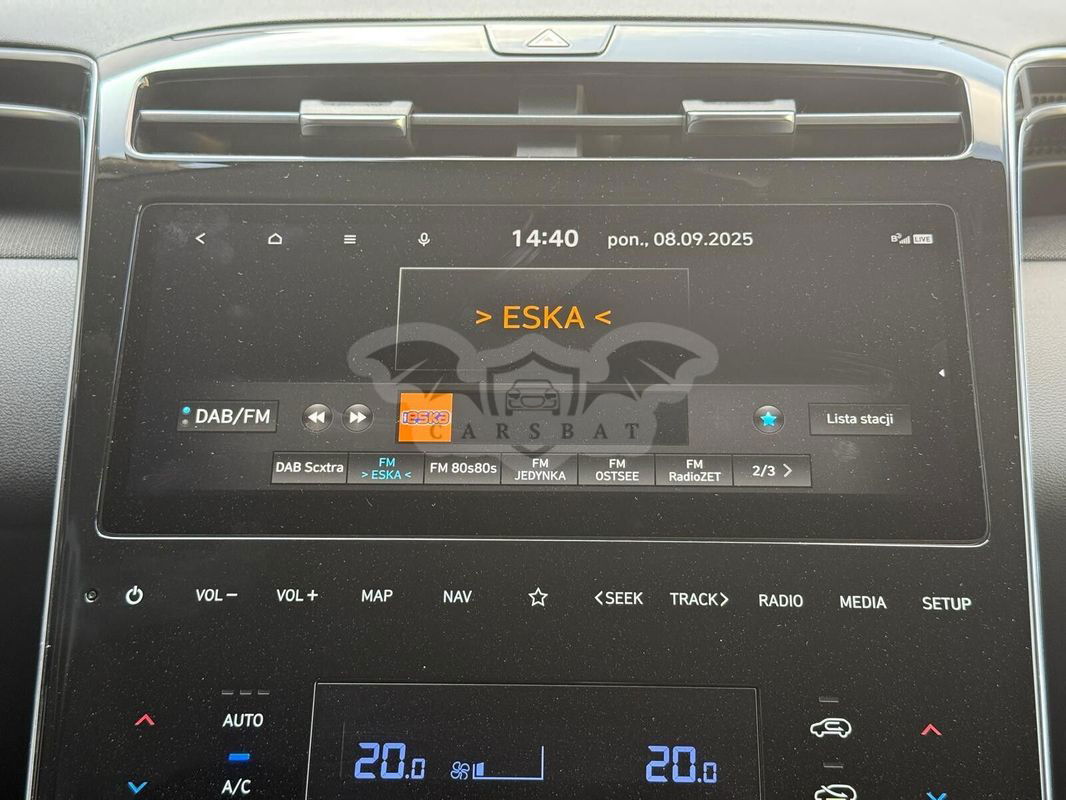 14:40 pon., 08.09.2025 LIVE
> ESKA <
DAB/FM eska Lista stacji
CARSBAT
DAB Scxtra FM > ESKA < FM 80s80s FM JEDYNKA FM OSTSEE FM RadioZET 2/3 >
VOL− VOL+ MAP NAV <SEEK TRACK> RADIO MEDIA SETUP
AUTO
20.0 20.0
A/C